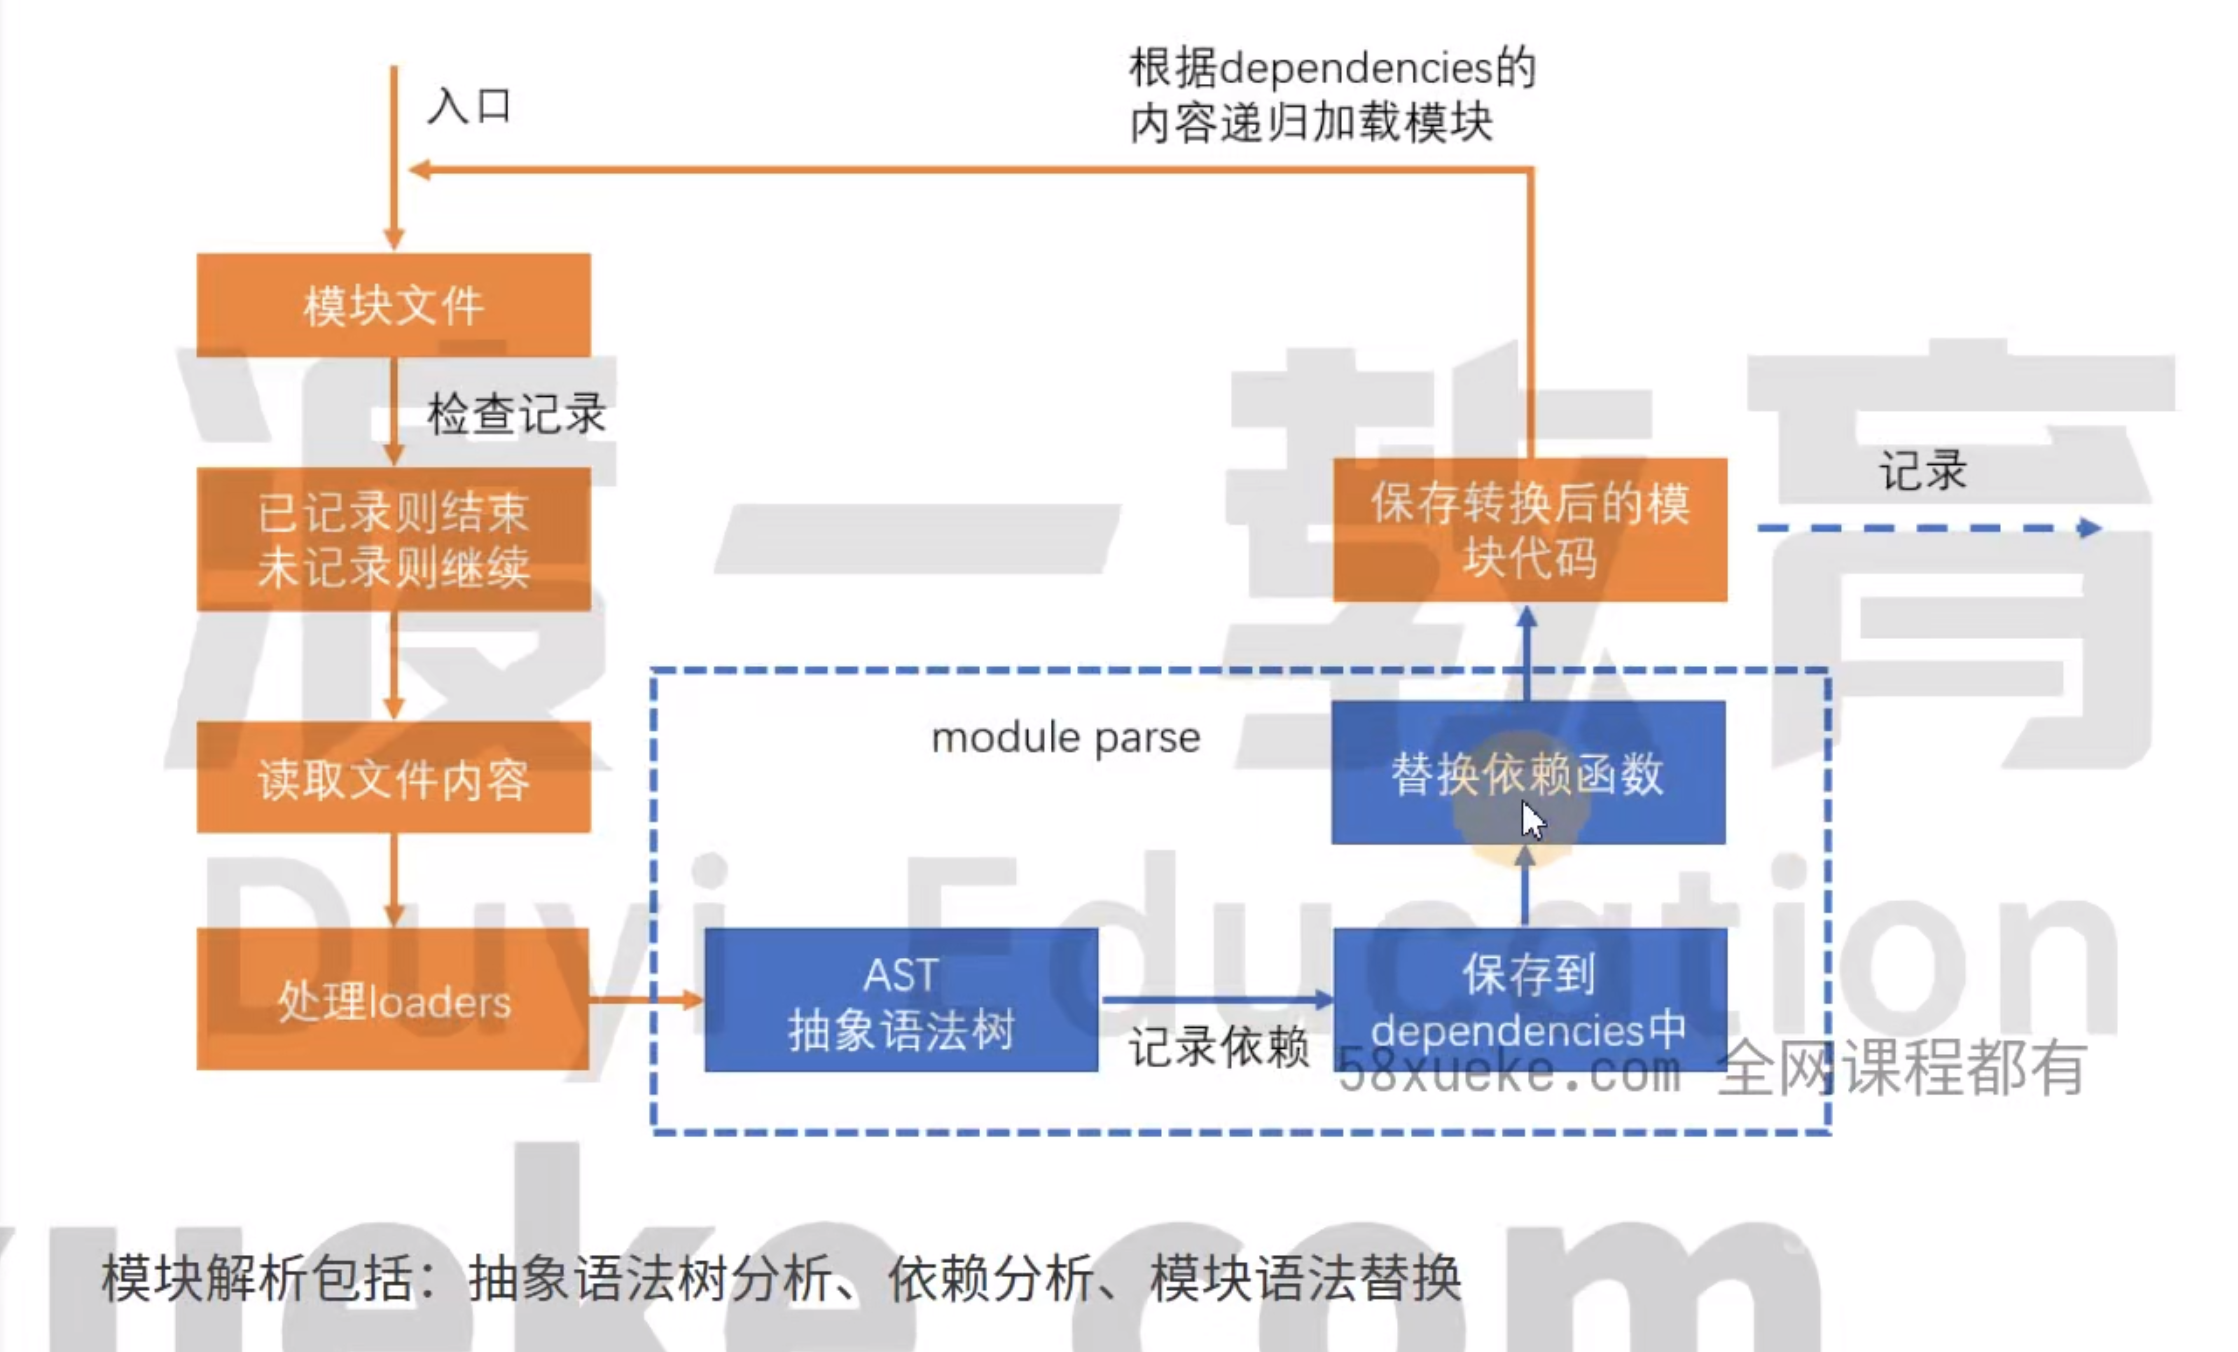 入口
根据dependencies的
内容递归加载模块
模块文件
检查记录
已记录则结束
未记录则继续
保存转换后的模
块代码
记录
读取文件内容
module parse
替换依赖函数
处理loaders
AST
抽象语法树
记录依赖
保存到
dependencies中
模块解析包括：抽象语法树分析、依赖分析、模块语法替换
渡一教育
Duyi Education
58xueke.com 全网课程都有
xueke.com